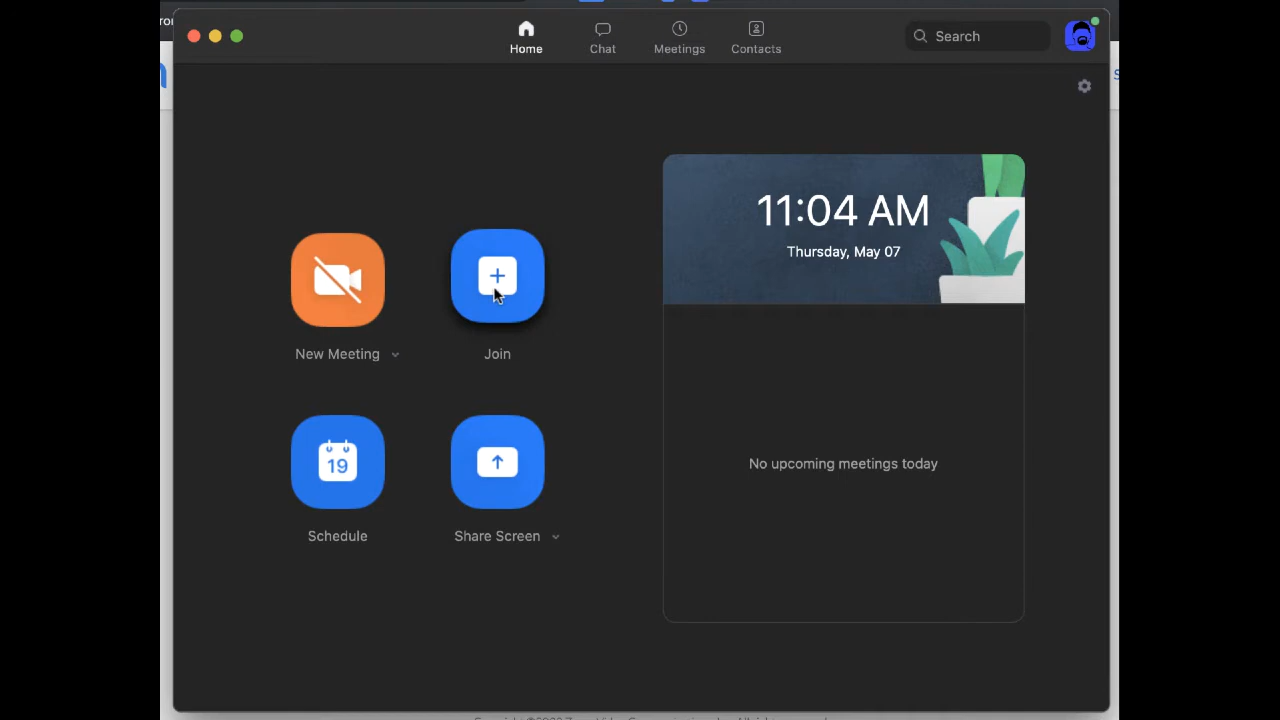 Home
Chat
Meetings
Contacts
Search
11:04 AM
Thursday, May 07
New Meeting
Join
19
Schedule
Share Screen
No upcoming meetings today